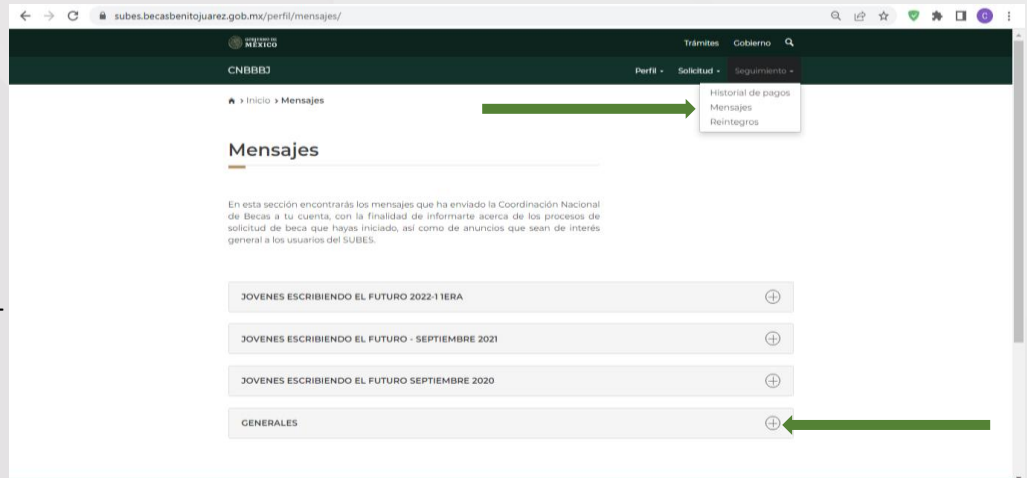 subes.becasbenitojuarez.gob.mx/perfil/mensajes/
C
GOBIERNO DE
MÉXICO
Trámites Gobierno
CNBBBJ
Perfil Solicitud Seguimiento
Inicio › Mensajes
Historial de pagos
Mensajes
Reintegros
Mensajes
En esta sección encontrarás los mensajes que ha enviado la Coordinación Nacional
de Becas a tu cuenta, con la finalidad de informarte acerca de los procesos de
solicitud de beca que hayas iniciado, así como de anuncios que sean de interés
general a los usuarios del SUBES.
JOVENES ESCRIBIENDO EL FUTURO 2022-1 1ERA
JOVENES ESCRIBIENDO EL FUTURO - SEPTIEMBRE 2021
JOVENES ESCRIBIENDO EL FUTURO SEPTIEMBRE 2020
GENERALES